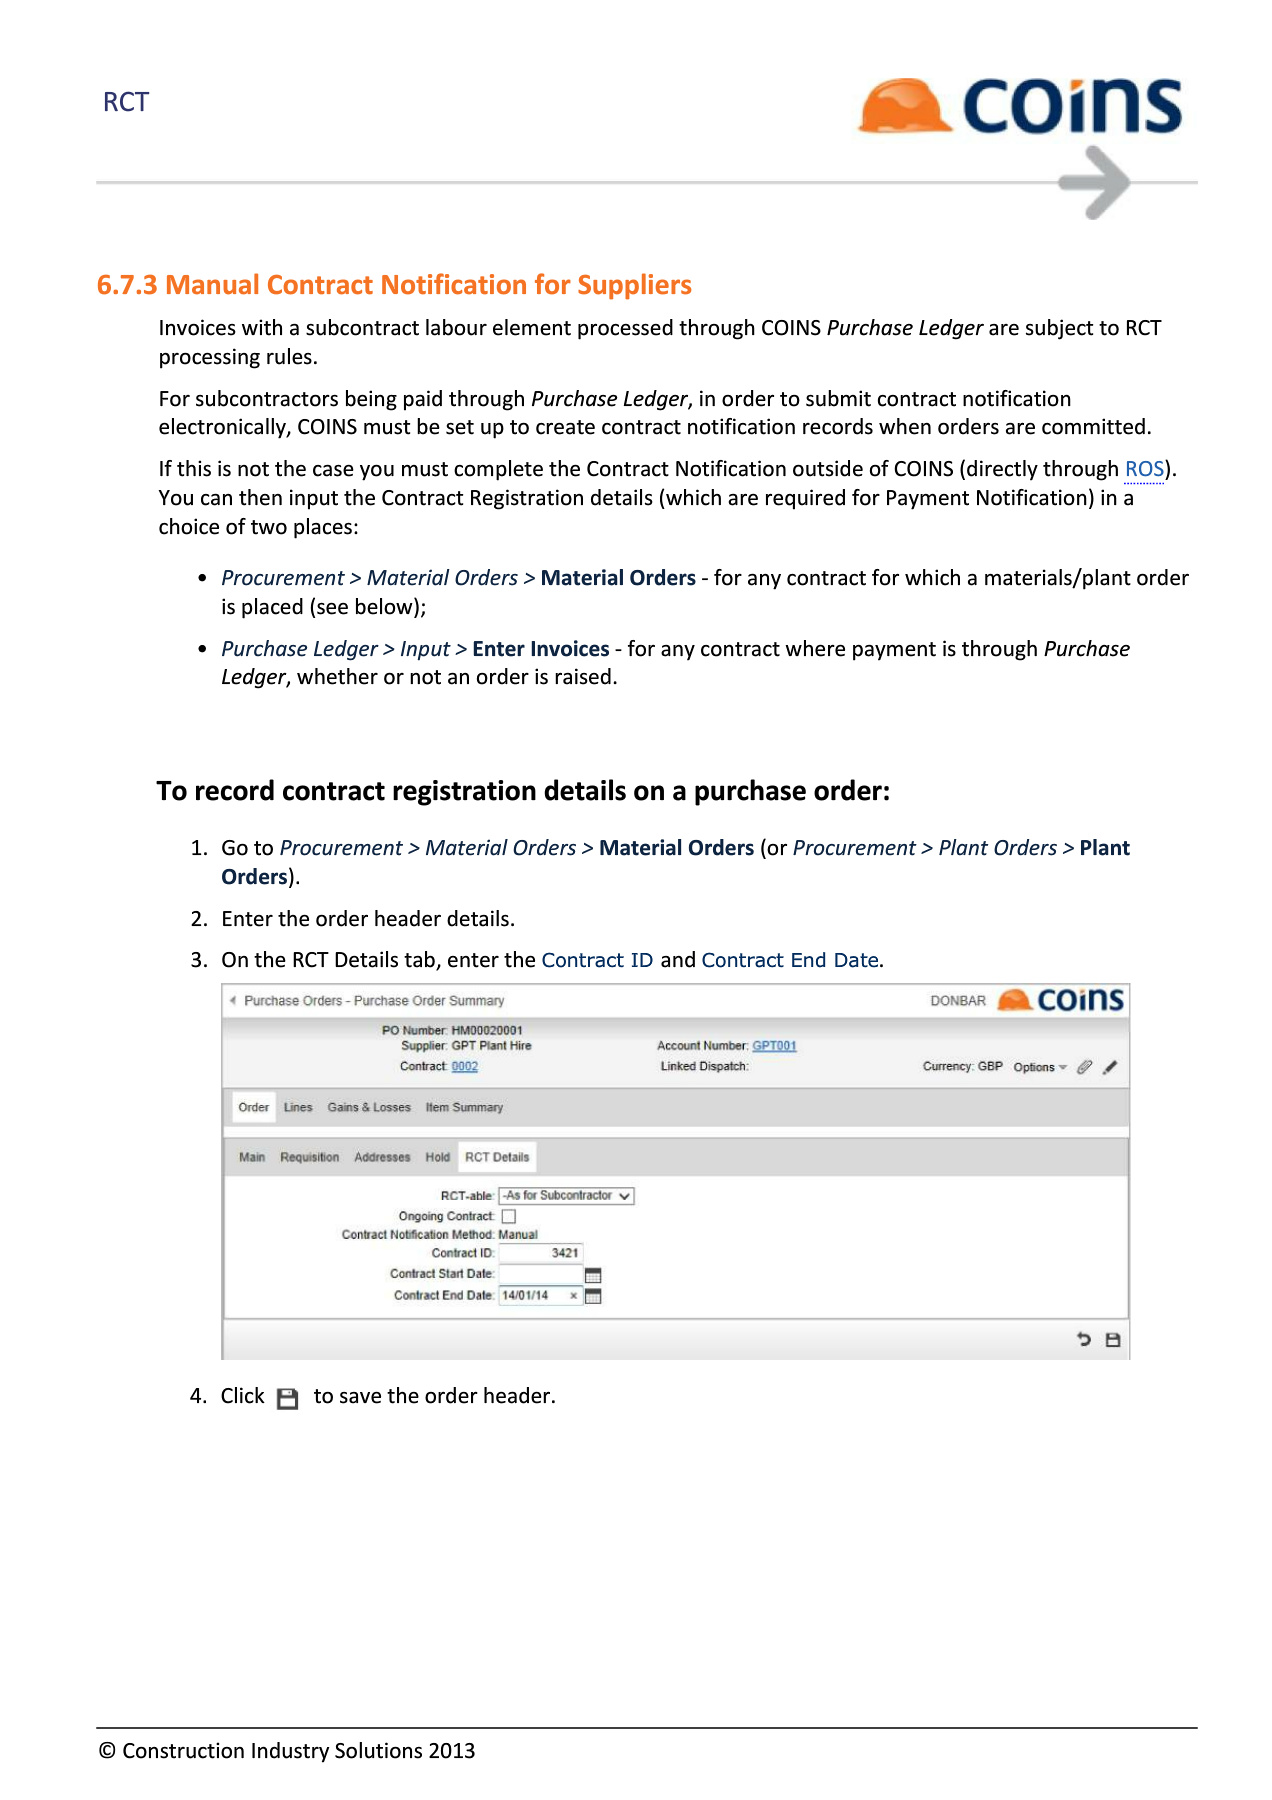 RCT
coins
6.7.3 Manual Contract Notification for Suppliers
Invoices with a subcontract labour element processed through COINS Purchase Ledger are subject to RCT
processing rules.
For subcontractors being paid through Purchase Ledger, in order to submit contract notification
electronically, COINS must be set up to create contract notification records when orders are committed.
If this is not the case you must complete the Contract Notification outside of COINS (directly through ROS).
You can then input the Contract Registration details (which are required for Payment Notification) in a
choice of two places:
• Procurement > Material Orders > Material Orders - for any contract for which a materials/plant order
is placed (see below);
• Purchase Ledger > Input > Enter Invoices - for any contract where payment is through Purchase
Ledger, whether or not an order is raised.
To record contract registration details on a purchase order:
1. Go to Procurement > Material Orders > Material Orders (or Procurement > Plant Orders > Plant
Orders).
2. Enter the order header details.
3. On the RCT Details tab, enter the Contract ID and Contract End Date.
Purchase Orders - Purchase Order Summary DONBAR coins
PO Number: HM00020001
Supplier: GPT Plant Hire Account Number: GPT001
Contract: 0002 Linked Dispatch: Currency: GBP Options
Order Lines Gains & Losses Item Summary
Main Requisition Addresses Hold RCT Details
RCT-able: -As for Subcontractor
Ongoing Contract:
Contract Notification Method: Manual
Contract ID: 3421
Contract Start Date:
Contract End Date: 14/01/14 ×
4. Click to save the order header.
© Construction Industry Solutions 2013